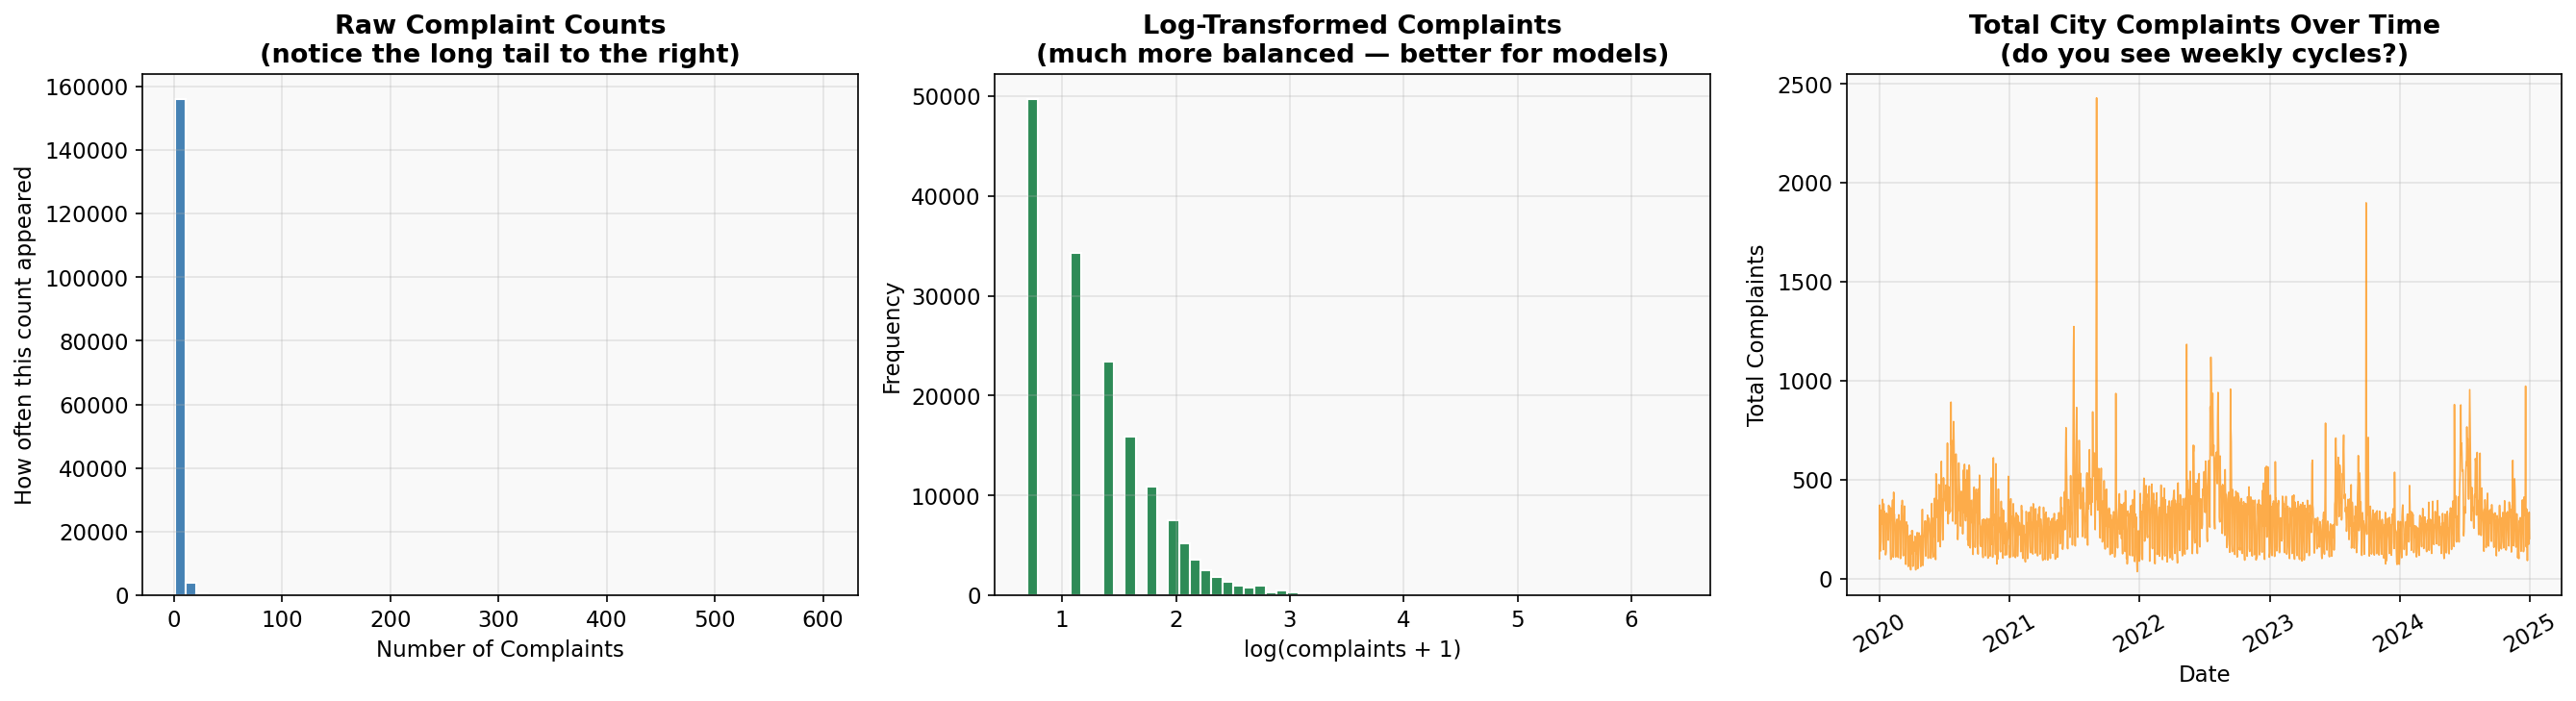 Raw Complaint Counts
(notice the long tail to the right)
160000
140000
120000
100000
80000
60000
40000
20000
0
How often this count appeared
0 100 200 300 400 500 600
Number of Complaints
Log-Transformed Complaints
(much more balanced — better for models)
50000
40000
30000
20000
10000
0
Frequency
1 2 3 4 5 6
log(complaints + 1)
Total City Complaints Over Time
(do you see weekly cycles?)
2500
2000
1500
1000
500
0
Total Complaints
2020 2021 2022 2023 2024 2025
Date